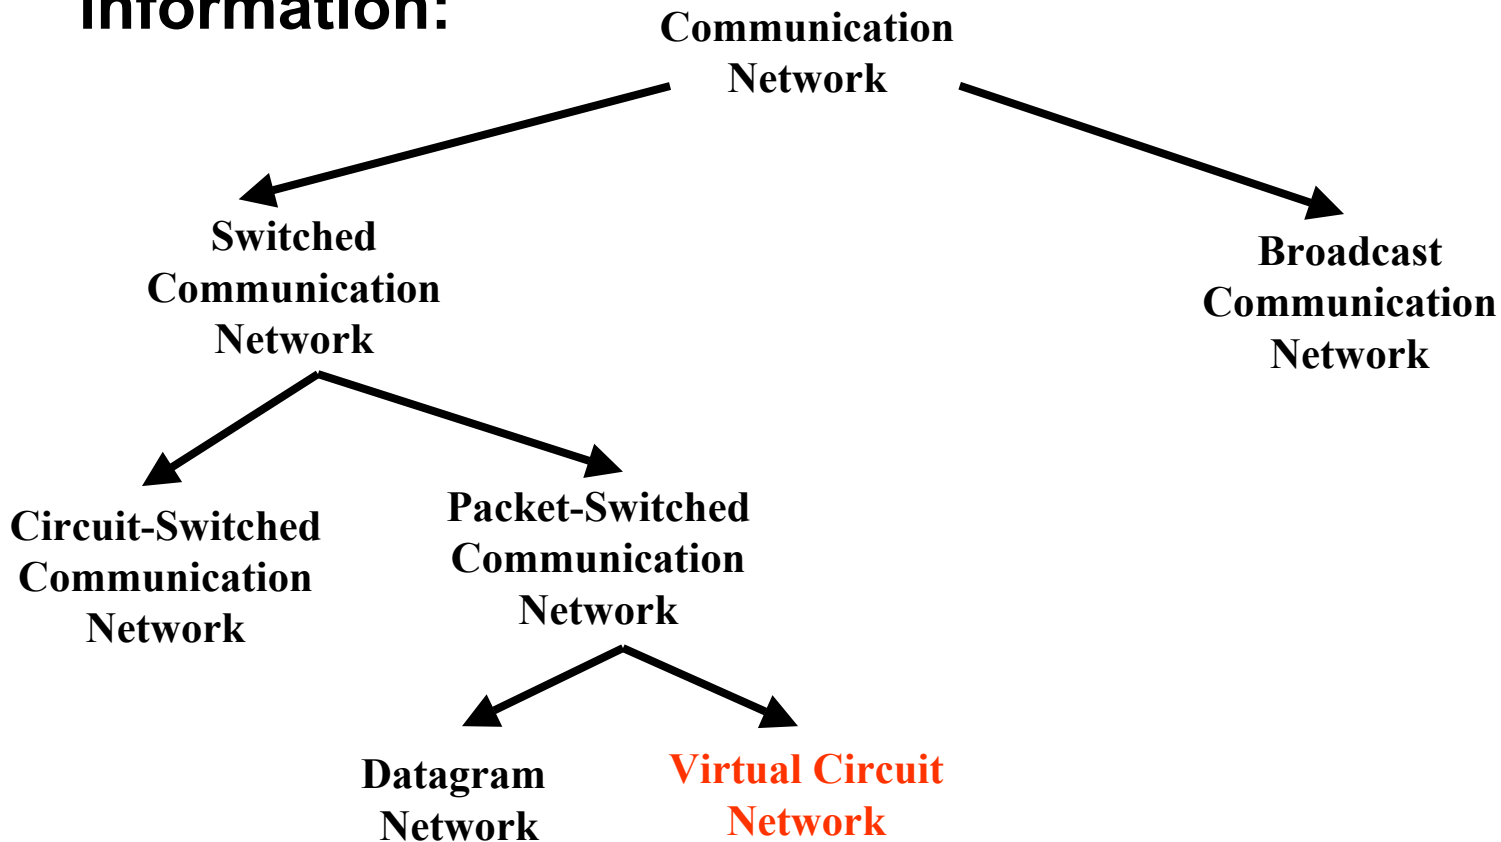 information:
Communication
Network
Switched
Communication
Network
Broadcast
Communication
Network
Circuit-Switched
Communication
Network
Packet-Switched
Communication
Network
Datagram
Network
Virtual Circuit
Network